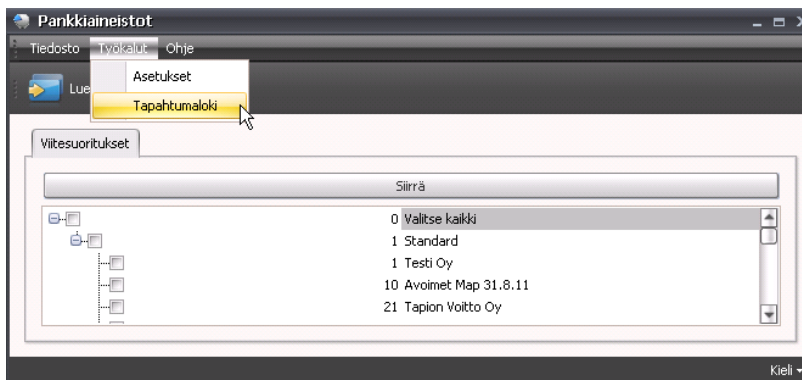 Pankkiaineistot
Tiedosto Työkalut Ohje
Asetukset
Lue
Tapahtumaloki
Viitesuoritukset
Siirrä
0 Valitse kaikki
1 Standard
1 Testi Oy
10 Avoimet Map 31.8.11
21 Tapion Voitto Oy
Kieli